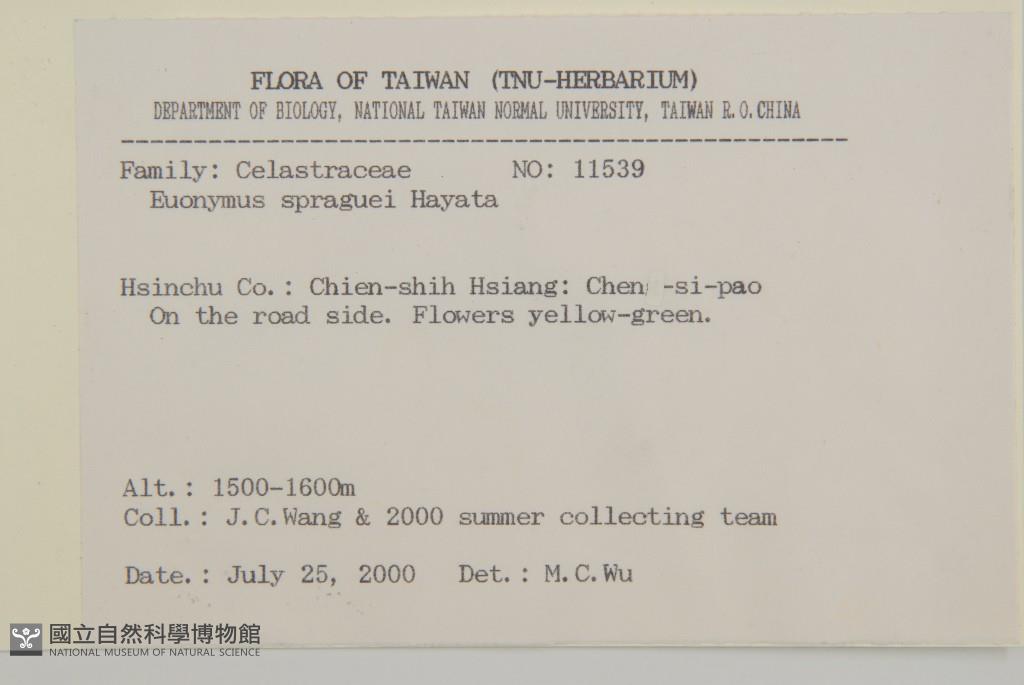 FLORA OF TAIWAN (TNU-HERBARIUM)
DEPARTMENT OF BIOLOGY, NATIONAL TAIWAN NORMAL UNIVERSITY, TAIWAN R.O.CHINA
--------------------------------------------------
Family: Celastraceae NO: 11539
Euonymus spraguei Hayata
Hsinchu Co.: Chien-shih Hsiang: Chen -si-pao
On the road side. Flowers yellow-green.
Alt.: 1500-1600m
Coll.: J.C.Wang & 2000 summer collecting team
Date.: July 25, 2000 Det.: M.C.Wu
國立自然科學博物館
NATIONAL MUSEUM OF NATURAL SCIENCE